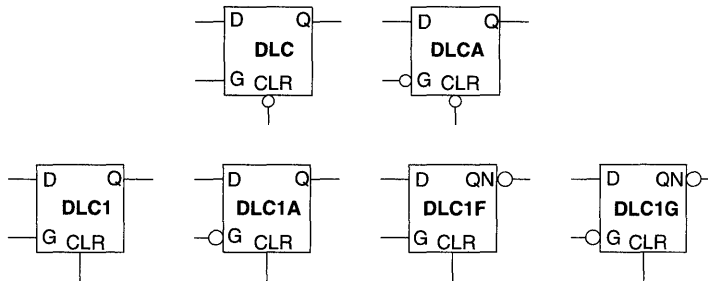 D Q D Q
DLC DLCA
G CLR G CLR
D Q D Q D QN D QN
DLC1 DLC1A DLC1F DLC1G
G CLR G CLR G CLR G CLR